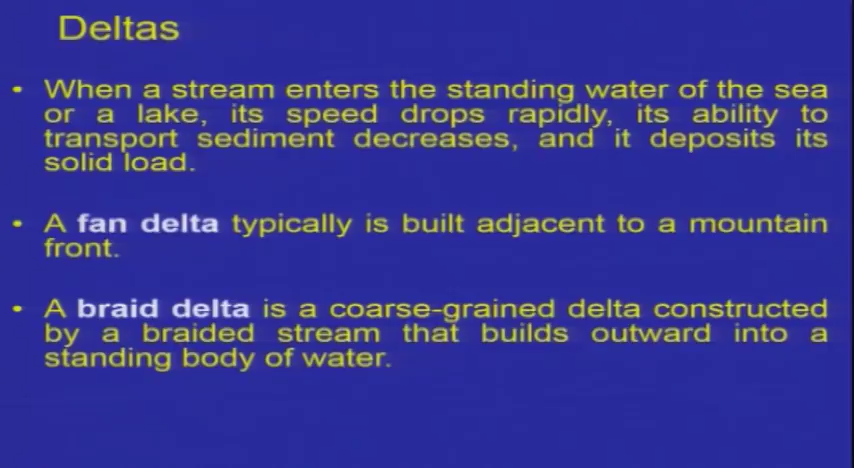 Deltas
• When a stream enters the standing water of the sea
or a lake, its speed drops rapidly, its ability to
transport sediment decreases, and it deposits its
solid load.
• A fan delta typically is built adjacent to a mountain
front.
• A braid delta is a coarse-grained delta constructed
by a braided stream that builds outward into a
standing body of water.